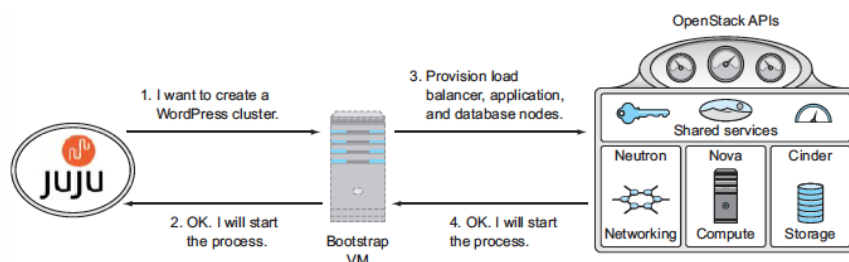 OpenStack APIs
1. I want to create a
WordPress cluster.
3. Provision load
balancer, application,
and database nodes.
Shared services
juju
Neutron
Nova
Cinder
2. OK. I will start
the process.
Bootstrap
VM
4. OK. I will start
the process.
Networking
Compute
Storage